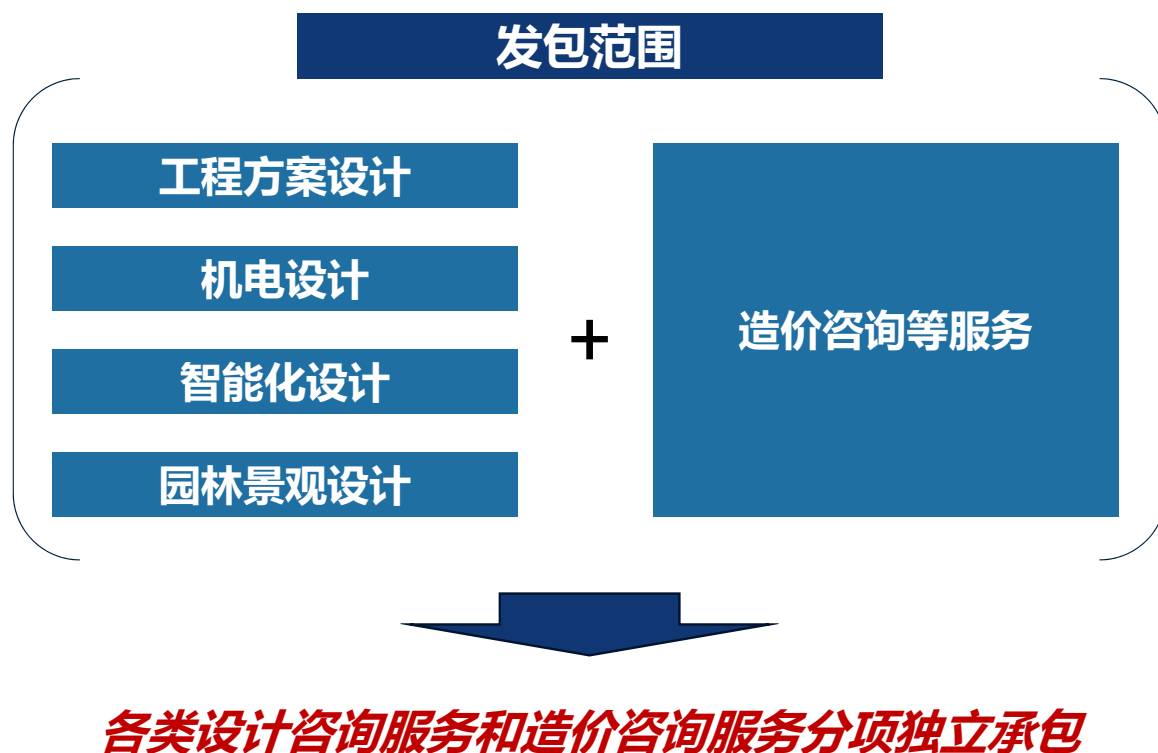 发包范围
工程方案设计
机电设计
智能化设计
园林景观设计
+
造价咨询等服务
各类设计咨询服务和造价咨询服务分项独立承包